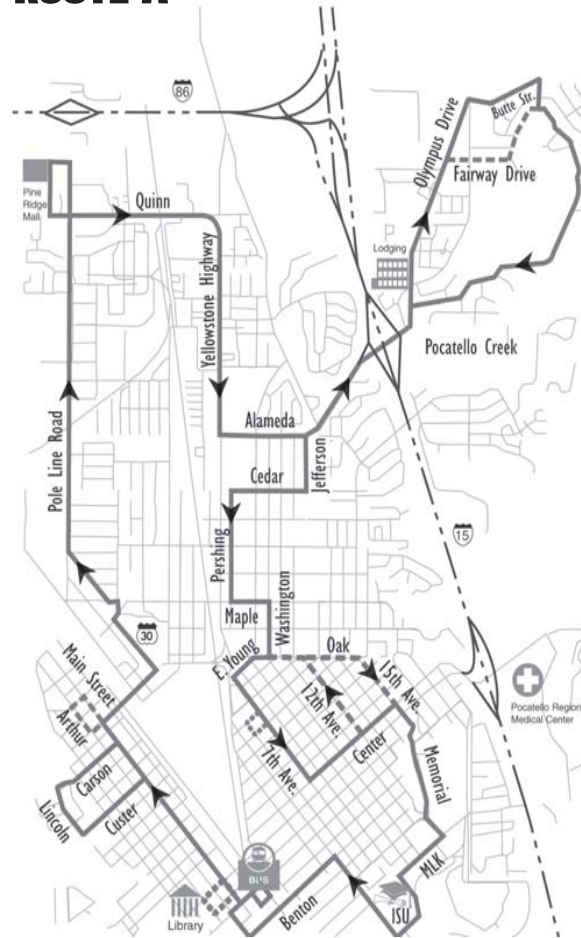 ROUTE A
86
Olympus Drive
Butte Str.
Fairway Drive
Pine
Ridge
Mall
Quinn
Yellowstone Highway
Lodging
Pocatello Creek
Alameda
Jefferson
Cedar
Pole Line Road
Pershing
15
Maple
Washington
30
Oak
E. Young
15th Ave.
12th Ave.
Main Street
Arthur
7th Ave.
Center
Pocatello Region
Medical Center
Memorial
Carson
Lincoln
Custer
MLK
BUS
Benton
ISU
Library